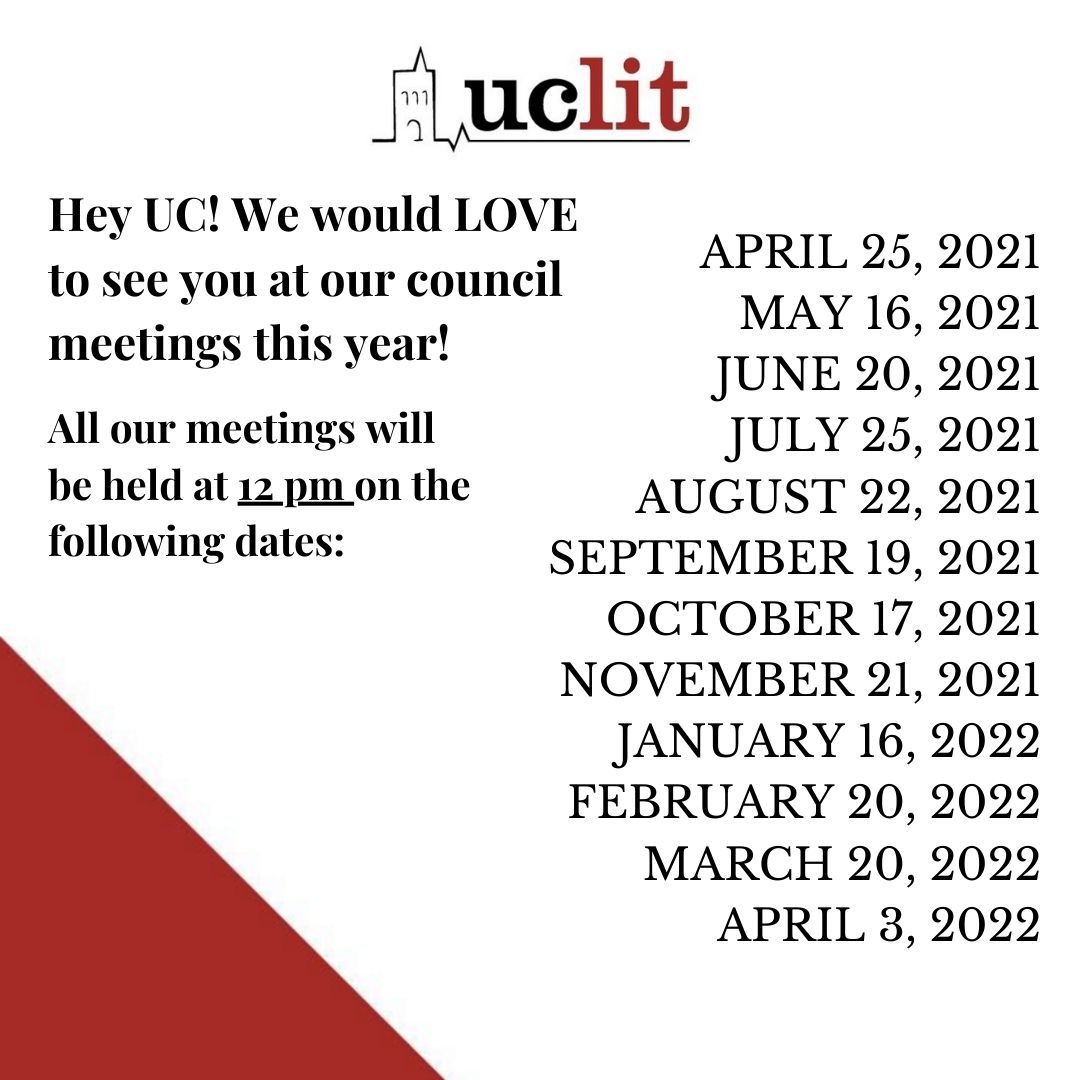 uclit
Hey UC! We would LOVE
to see you at our council
meetings this year!
All our meetings will
be held at 12 pm on the
following dates:
APRIL 25, 2021
MAY 16, 2021
JUNE 20, 2021
JULY 25, 2021
AUGUST 22, 2021
SEPTEMBER 19, 2021
OCTOBER 17, 2021
NOVEMBER 21, 2021
JANUARY 16, 2022
FEBRUARY 20, 2022
MARCH 20, 2022
APRIL 3, 2022